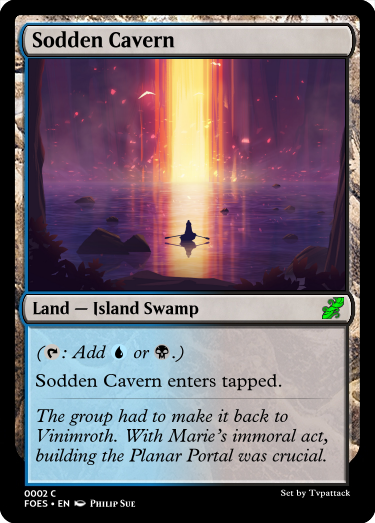 Sodden Cavern
Land — Island Swamp
(: Add or .)
Sodden Cavern enters tapped.
The group had to make it back to
Vinimroth. With Marie's immoral act,
building the Planar Portal was crucial.
0002 C
FOES • EN Philip Sue
Set by Tvpattack